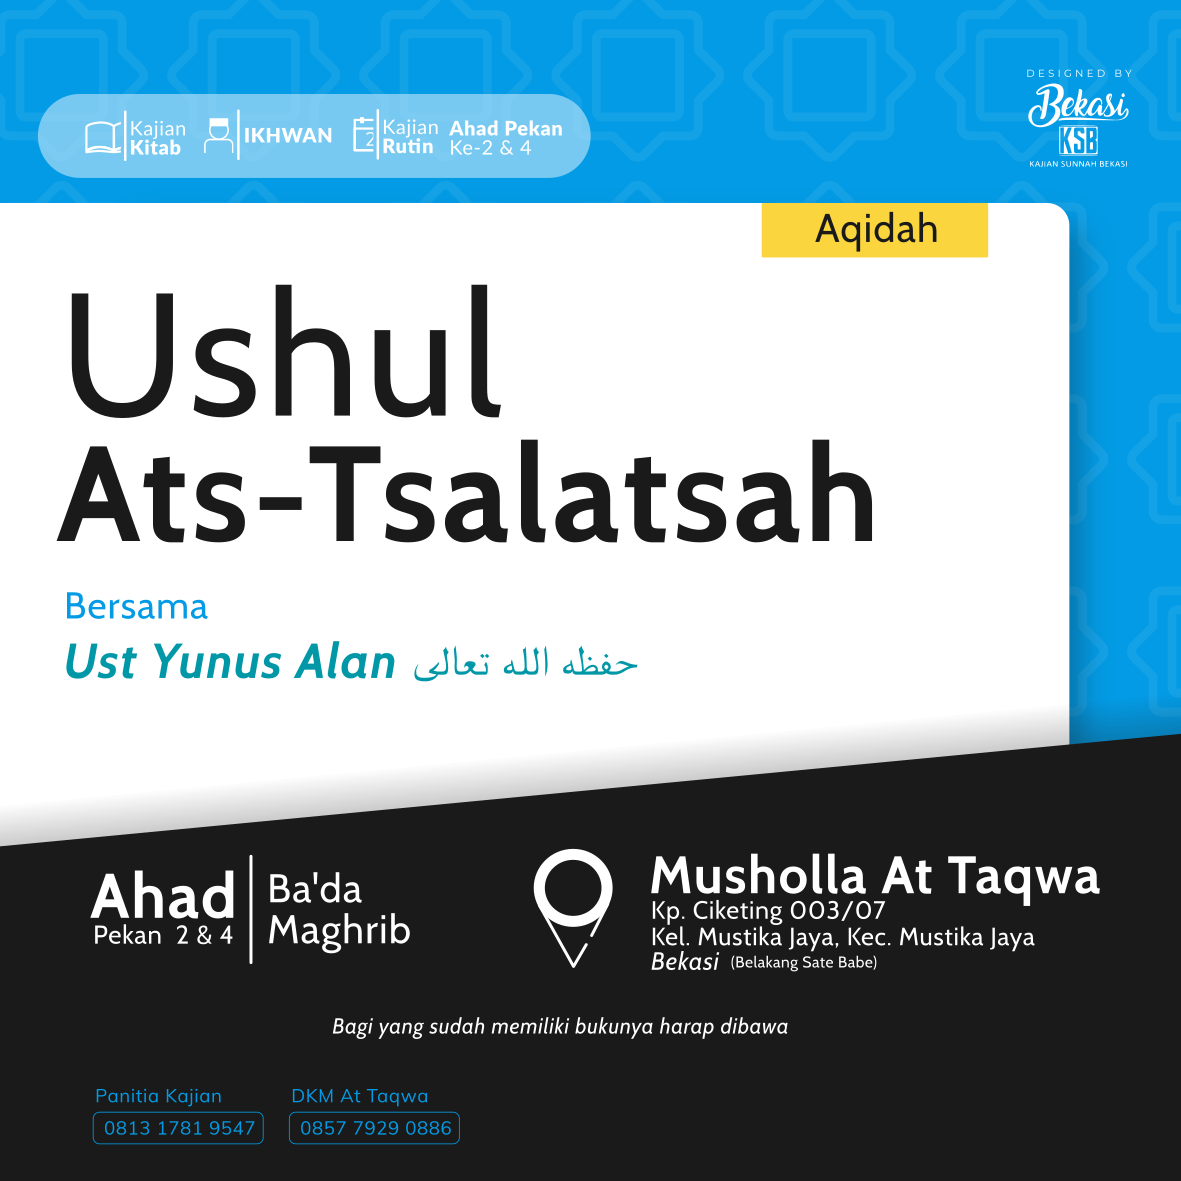 DESIGNED BY
Bekasi
KSB
KAJIAN SUNNAH BEKASI
Kajian
Kitab
IKHWAN
2
Kajian
Rutin
Ahad Pekan
Ke-2 & 4
Aqidah
Ushul
Ats-Tsalatsah
Bersama
Ust Yunus Alan حفظه الله تعالى
Ahad
Pekan 2 & 4
Ba'da
Maghrib
Musholla At Taqwa
Kp. Ciketing 003/07
Kel. Mustika Jaya, Kec. Mustika Jaya
Bekasi (Belakang Sate Babe)
Bagi yang sudah memiliki bukunya harap dibawa
Panitia Kajian
0813 1781 9547
DKM At Taqwa
0857 7929 0886